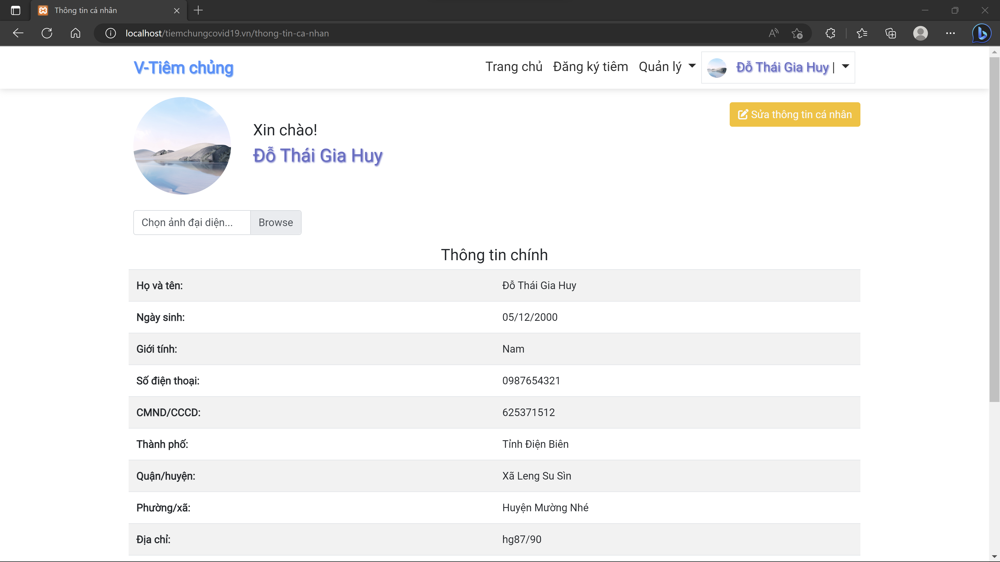 Thông tin cá nhân
localhost/tiemchungcovid19.vn/thong-tin-ca-nhan
V-Tiêm chủng
Trang chủ Đăng ký tiêm Quản lý Đỗ Thái Gia Huy |
Sửa thông tin cá nhân
Xin chào!
Đỗ Thái Gia Huy
Chọn ảnh đại diện... Browse
Thông tin chính
Họ và tên: Đỗ Thái Gia Huy
Ngày sinh: 05/12/2000
Giới tính: Nam
Số điện thoại: 0987654321
CMND/CCCD: 625371512
Thành phố: Tỉnh Điện Biên
Quận/huyện: Xã Leng Su Sìn
Phường/xã: Huyện Mường Nhé
Địa chỉ: hg87/90